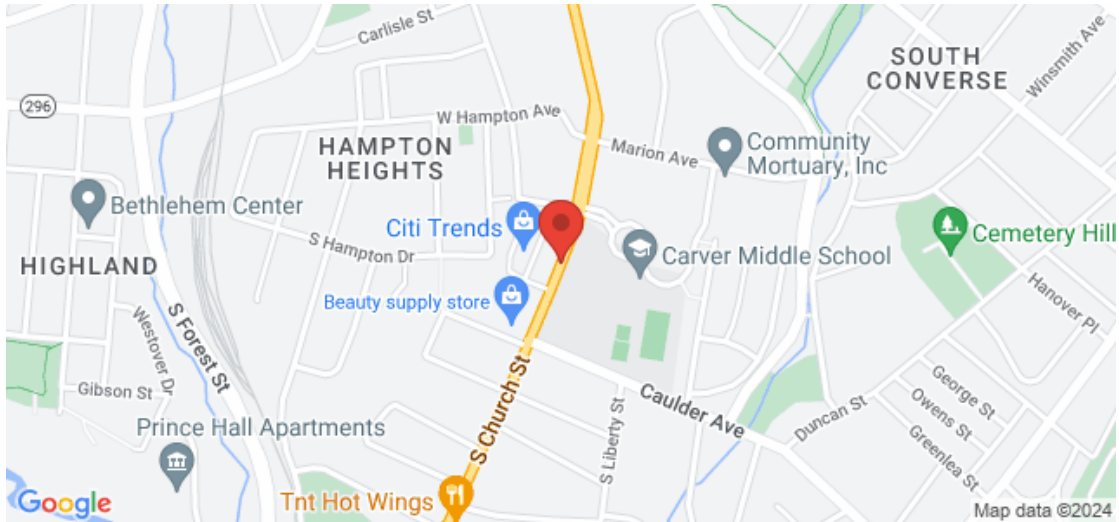 Carlisle St
SOUTH
CONVERSE
Winsmith Ave
296
W Hampton Ave
HAMPTON
HEIGHTS
Marion Ave
Community
Mortuary, Inc
Bethlehem Center
Citi Trends
S Hampton Dr
Carver Middle School
Cemetery Hill
HIGHLAND
Beauty supply store
Hanover Pl
Westover Dr
S Forest St
Gibson St
S Church St
Caulder Ave
George St
Owens St
Greenlea St
Duncan St
S Liberty St
Prince Hall Apartments
Tnt Hot Wings
Google
Map data ©2024